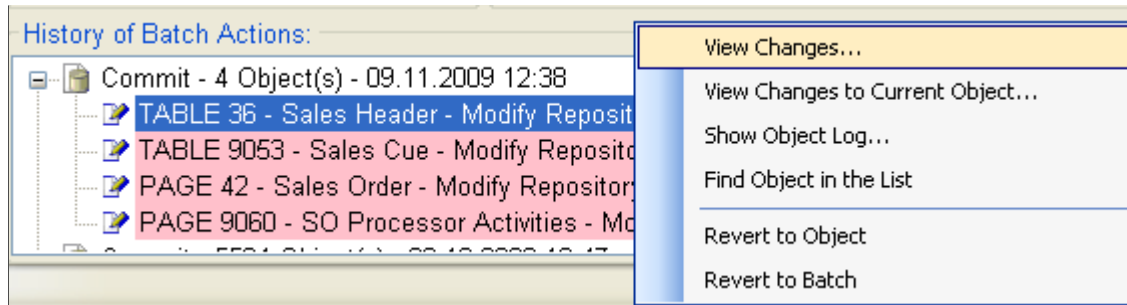 History of Batch Actions:
Commit - 4 Object(s) - 09.11.2009 12:38
TABLE 36 - Sales Header - Modify Reposit
TABLE 9053 - Sales Cue - Modify Reposito
PAGE 42 - Sales Order - Modify Repository
PAGE 9060 - SO Processor Activities - Mo
View Changes...
View Changes to Current Object...
Show Object Log...
Find Object in the List
Revert to Object
Revert to Batch